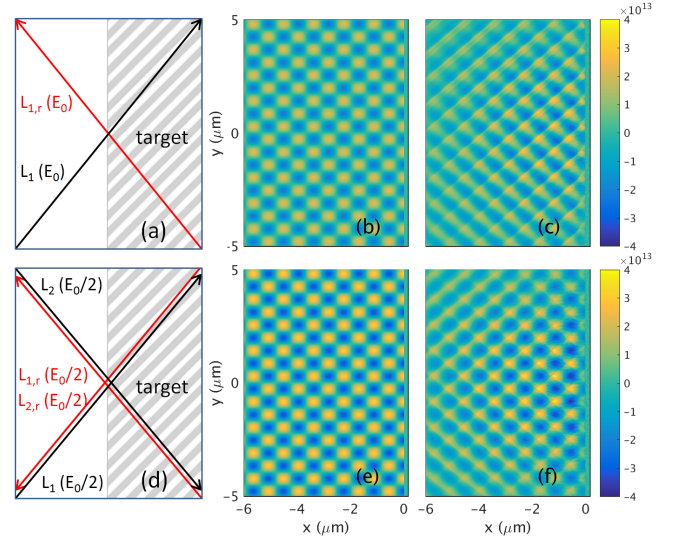 L1,r (E0)
L1 (E0)
target
(a)
y (μm)
5
0
-5
(b)
(c)
×10^13
4
3
2
1
0
-1
-2
-3
-4
L2 (E0/2)
L1,r (E0/2)
L2,r (E0/2)
target
L1 (E0/2)
(d)
y (μm)
5
0
-5
(e)
−6
−4
−2
0
x (μm)
(f)
−6
−4
−2
0
x (μm)
×10^13
4
3
2
1
0
-1
-2
-3
-4